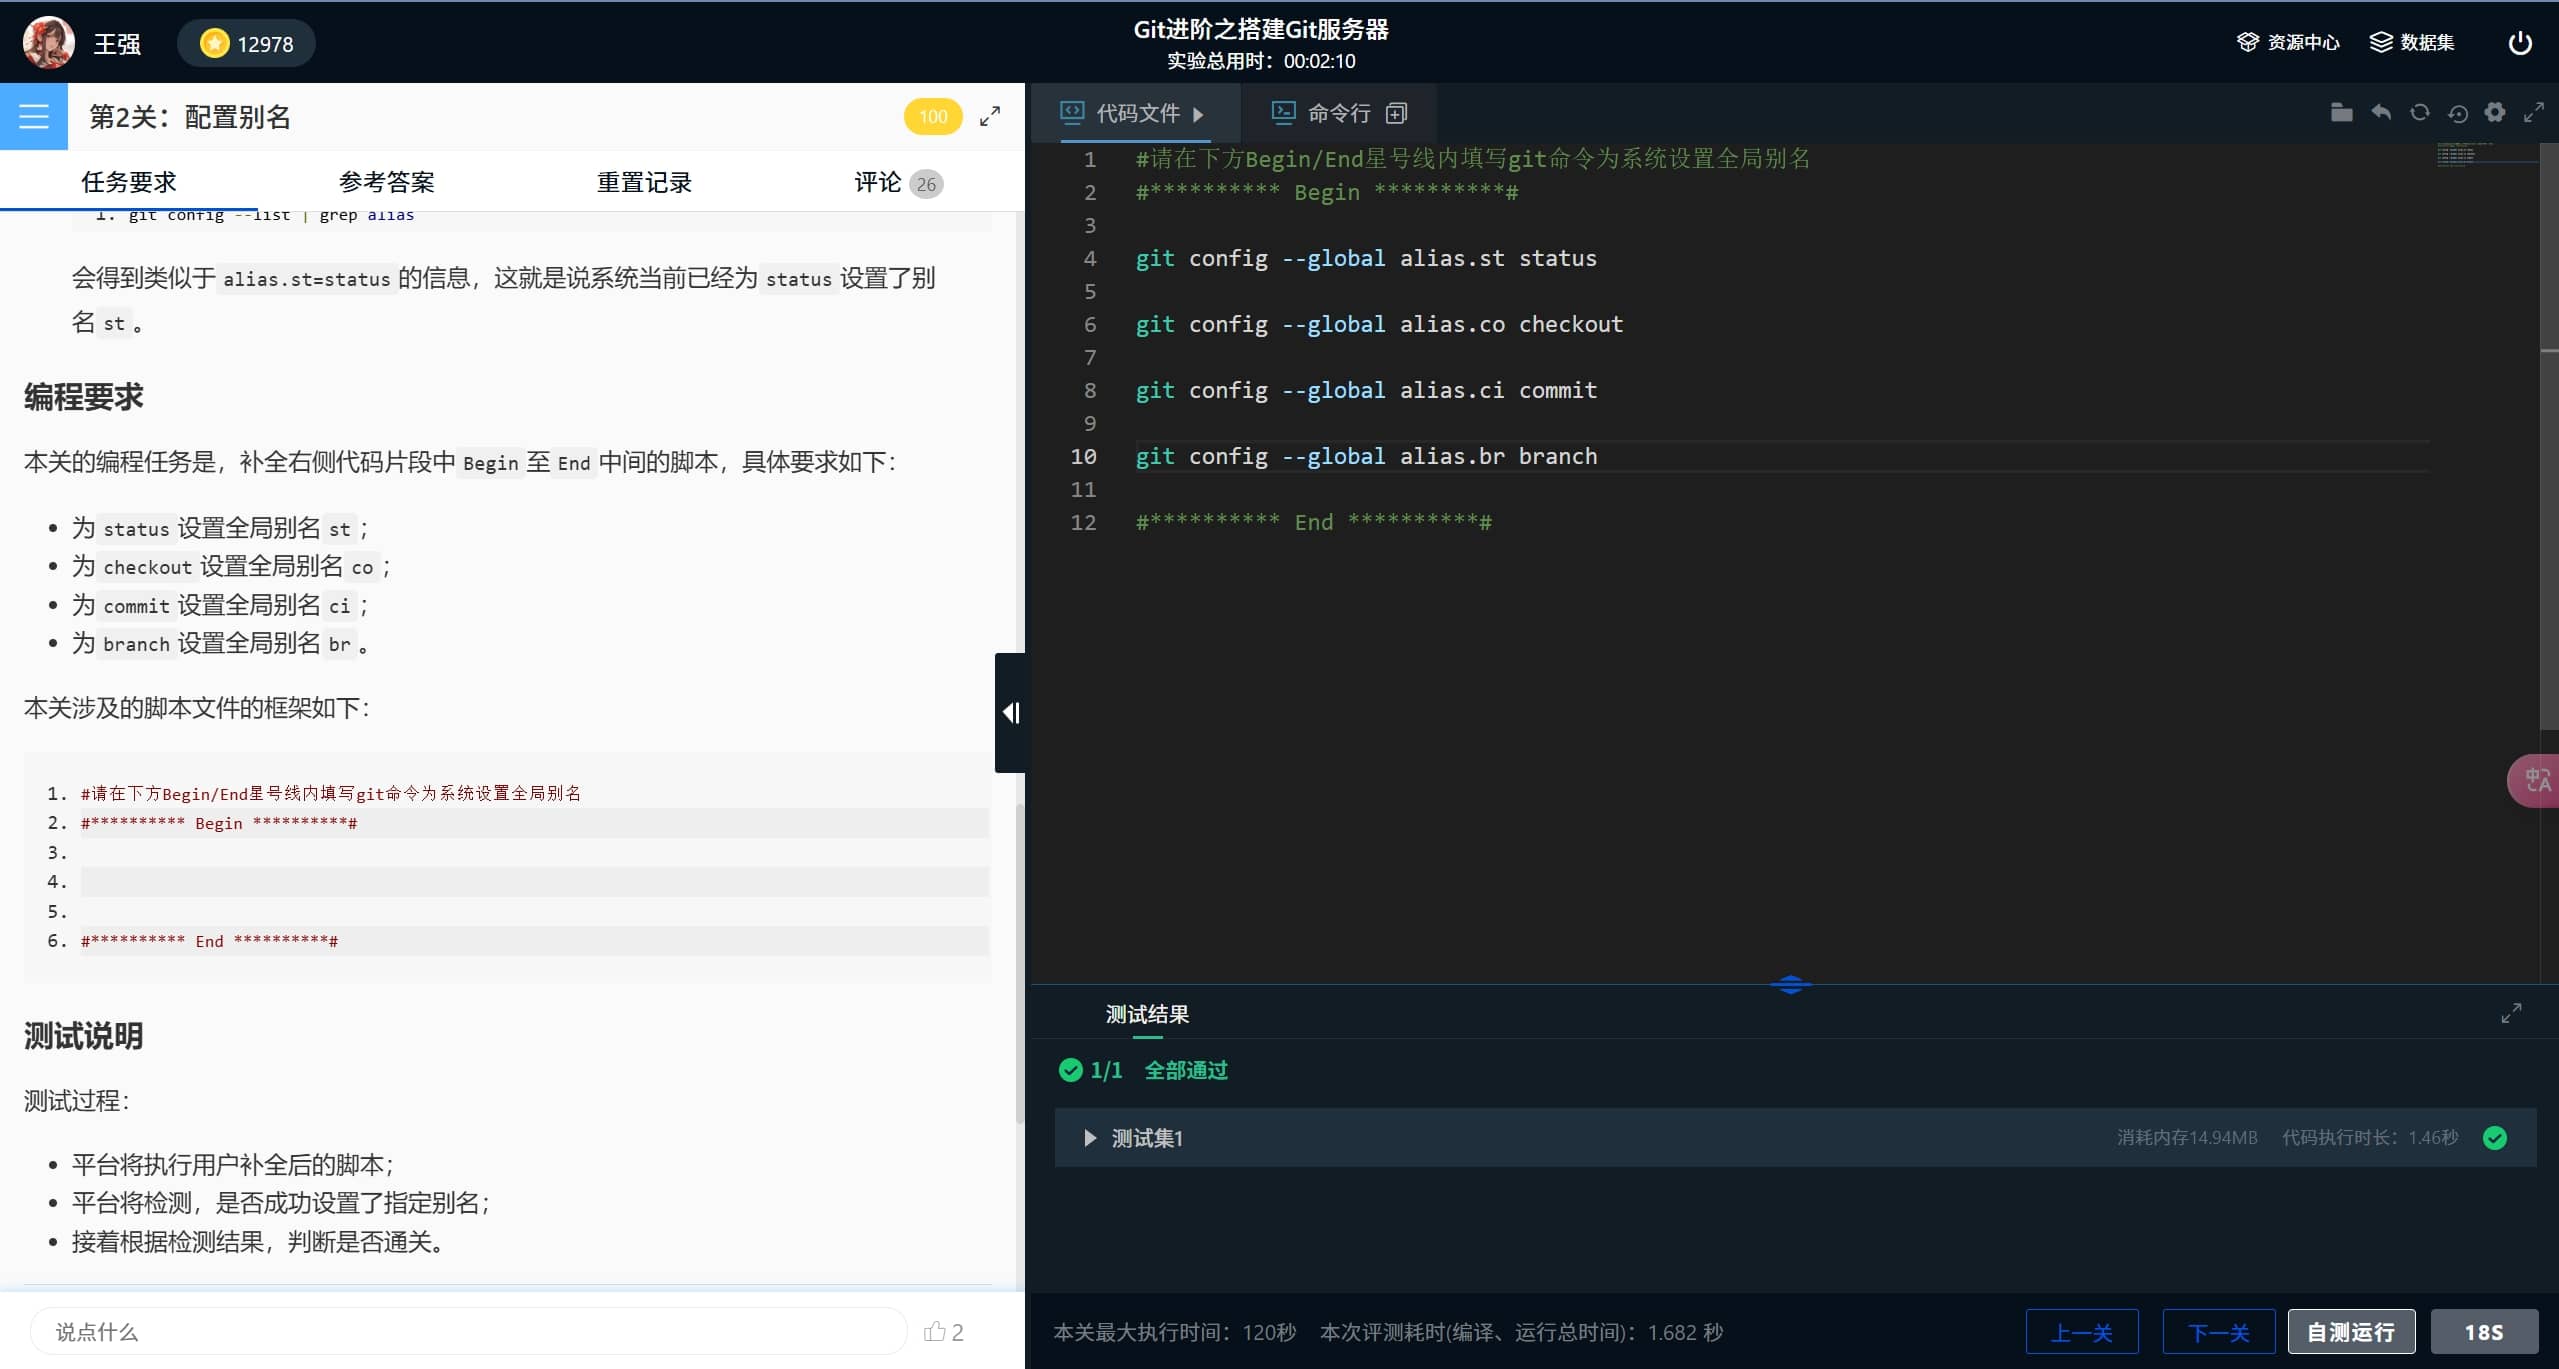 王强
12978
Git进阶之搭建Git服务器
实验总用时：00:02:10
资源中心
数据集
第2关：配置别名
100
任务要求
参考答案
重置记录
评论 26
1. git config --list | grep alias
会得到类似于 alias.st=status 的信息，这就是说系统当前已经为 status 设置了别
名 st 。
编程要求
本关的编程任务是，补全右侧代码片段中 Begin 至 End 中间的脚本，具体要求如下：
• 为 status 设置全局别名 st ；
• 为 checkout 设置全局别名 co ；
• 为 commit 设置全局别名 ci ；
• 为 branch 设置全局别名 br 。
本关涉及的脚本文件的框架如下：
1. #请在下方Begin/End星号线内填写git命令为系统设置全局别名
2. #********** Begin **********#
3.
4.
5.
6. #********** End **********#
测试说明
测试过程：
• 平台将执行用户补全后的脚本；
• 平台将检测，是否成功设置了指定别名；
• 接着根据检测结果，判断是否通关。
说点什么
2
代码文件
命令行
1 #请在下方Begin/End星号线内填写git命令为系统设置全局别名
2 #********** Begin **********#
3
4 git config --global alias.st status
5
6 git config --global alias.co checkout
7
8 git config --global alias.ci commit
9
10 git config --global alias.br branch
11
12 #********** End **********#
中A
测试结果
1/1 全部通过
测试集1
消耗内存14.94MB 代码执行时长：1.46秒
本关最大执行时间：120秒 本次评测耗时(编译、运行总时间)：1.682 秒
上一关
下一关
自测运行
18S